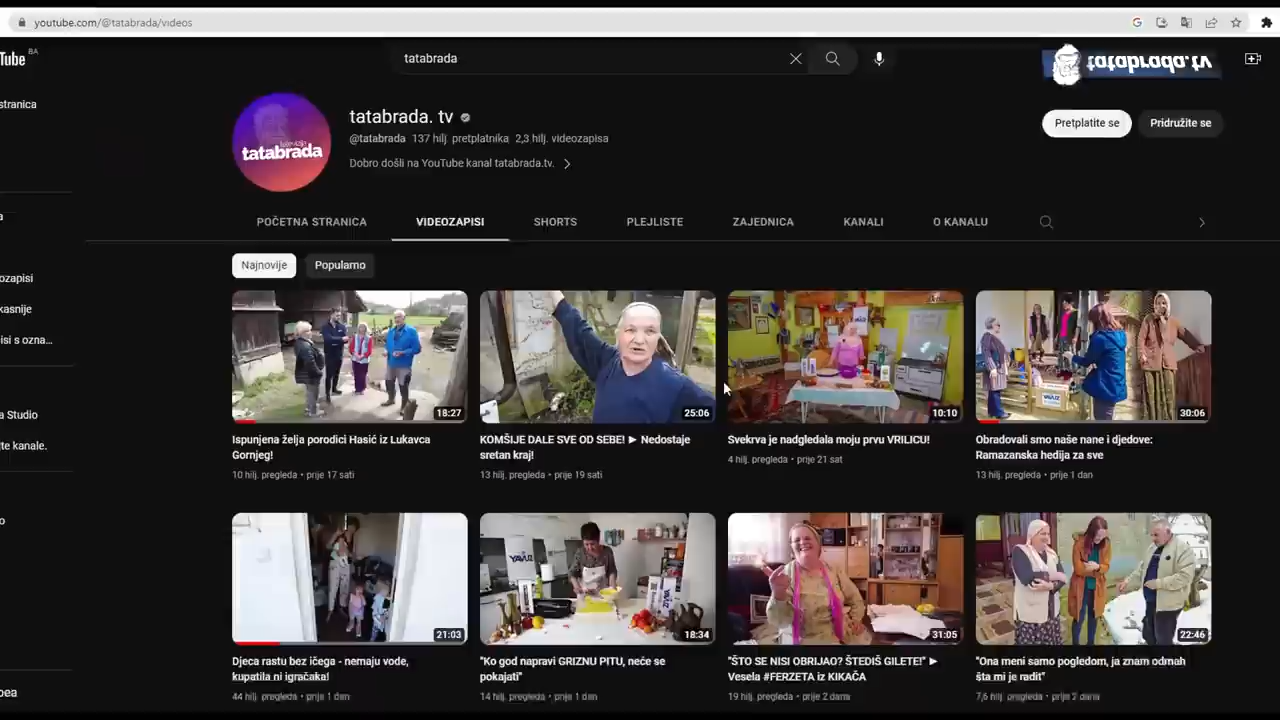 youtube.com/@tatabrada/videos
Tube BA
tatabrada
tatabrada.tv
stranica
tatabrada
tatabrada. tv
@tatabrada 137 hilj. pretplatnika 2,3 hilj. videozapisa
Dobro došli na YouTube kanal tatabrada.tv.
Pretplatite se
Pridružite se
POČETNA STRANICA VIDEOZAPISI SHORTS PLEJLISTE ZAJEDNICA KANALI O KANALU
a
ozapisi
kasnije
isi s ozna...
a Studio
jte kanale.
o
Najnovije Popularno
18:27 25:06 10:10 30:06
Ispunjena želja porodici Hasić iz Lukavca
Gornjeg!
10 hilj. pregleda • prije 17 sati
KOMŠIJE DALE SVE OD SEBE! ► Nedostaje
sretan kraj!
13 hilj. pregleda • prije 19 sati
Svekrva je nadgledala moju prvu VRILICU!
4 hilj. pregleda • prije 21 sat
YAVUZ
Obradovali smo naše nane i djedove:
Ramazanska hedija za sve
13 hilj. pregleda • prije 1 dan
YAVUZ
21:03 18:34 31:05 22:46
Djeca rastu bez ičega - nemaju vode,
kupatila ni igračaka!
44 hilj. pregleda • prije 1 dan
"Ko god napravi GRIZNU PITU, neće se
pokajati"
14 hilj. pregleda • prije 1 dan
"ŠTO SE NISI OBRIJAO? ŠTEDIŠ GILETE!" ►
Vesela #FERZETA iz KIKAČA
19 hilj. pregleda • prije 2 dana
"Ona meni samo pogledom, ja znam odmah
šta mi je radit"
7,6 hilj. pregleda • prije 2 dana